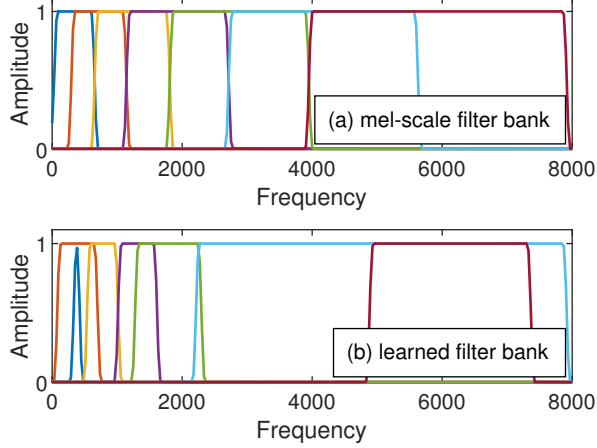 1
Amplitude
0
(a) mel-scale filter bank
0 2000 4000 6000 8000
Frequency
1
Amplitude
0
(b) learned filter bank
0 2000 4000 6000 8000
Frequency